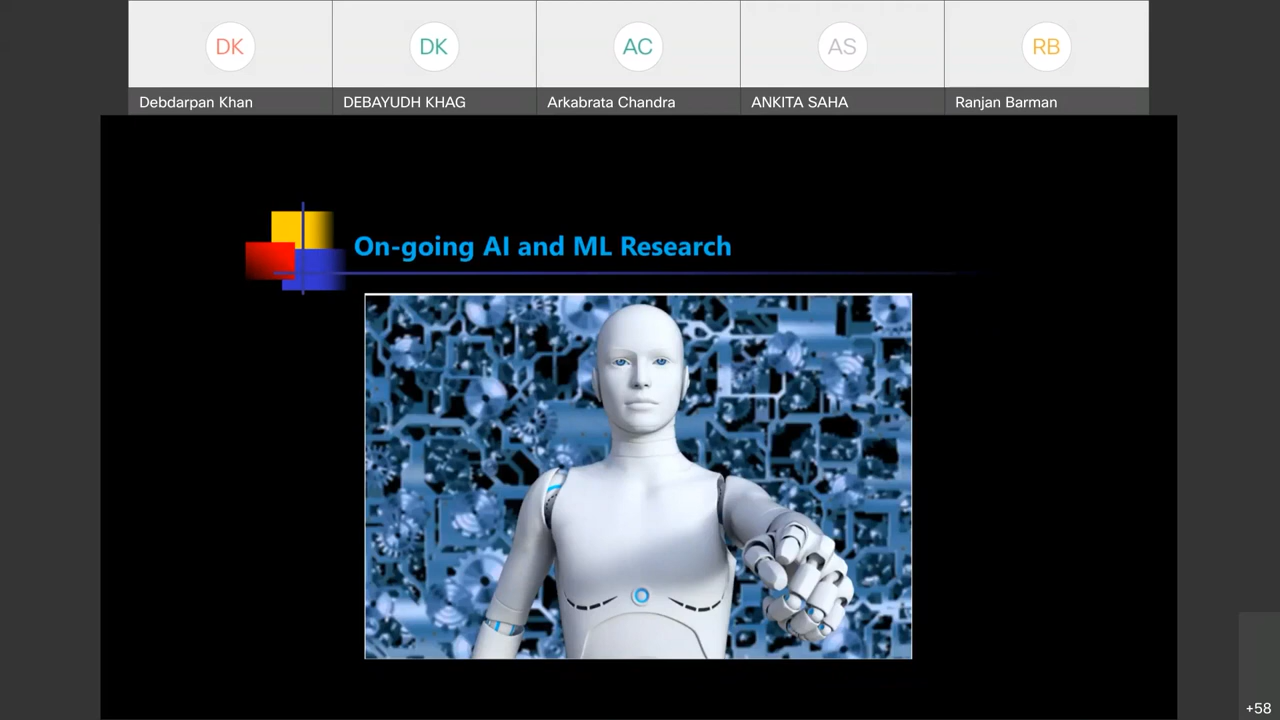 DK
DK
AC
AS
RB
Debdarpan Khan
DEBAYUDH KHAG
Arkabrata Chandra
ANKITA SAHA
Ranjan Barman
On-going AI and ML Research
+58